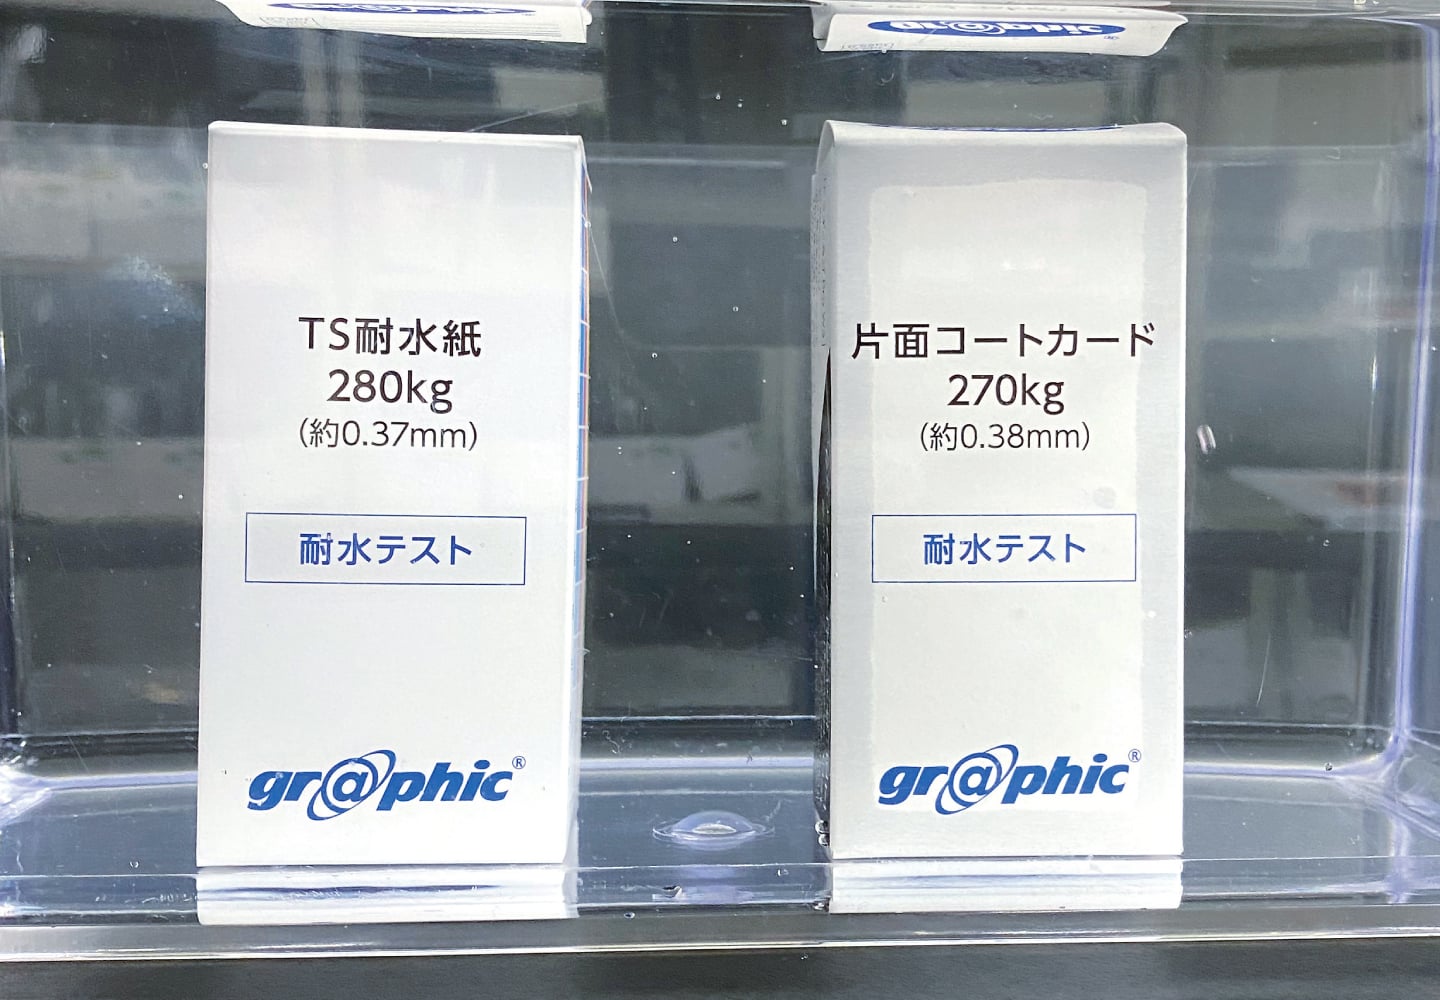 TS耐水紙
280kg
(約0.37mm)
耐水テスト
gr@phic®
片面コートカード
270kg
(約0.38mm)
耐水テスト
gr@phic®